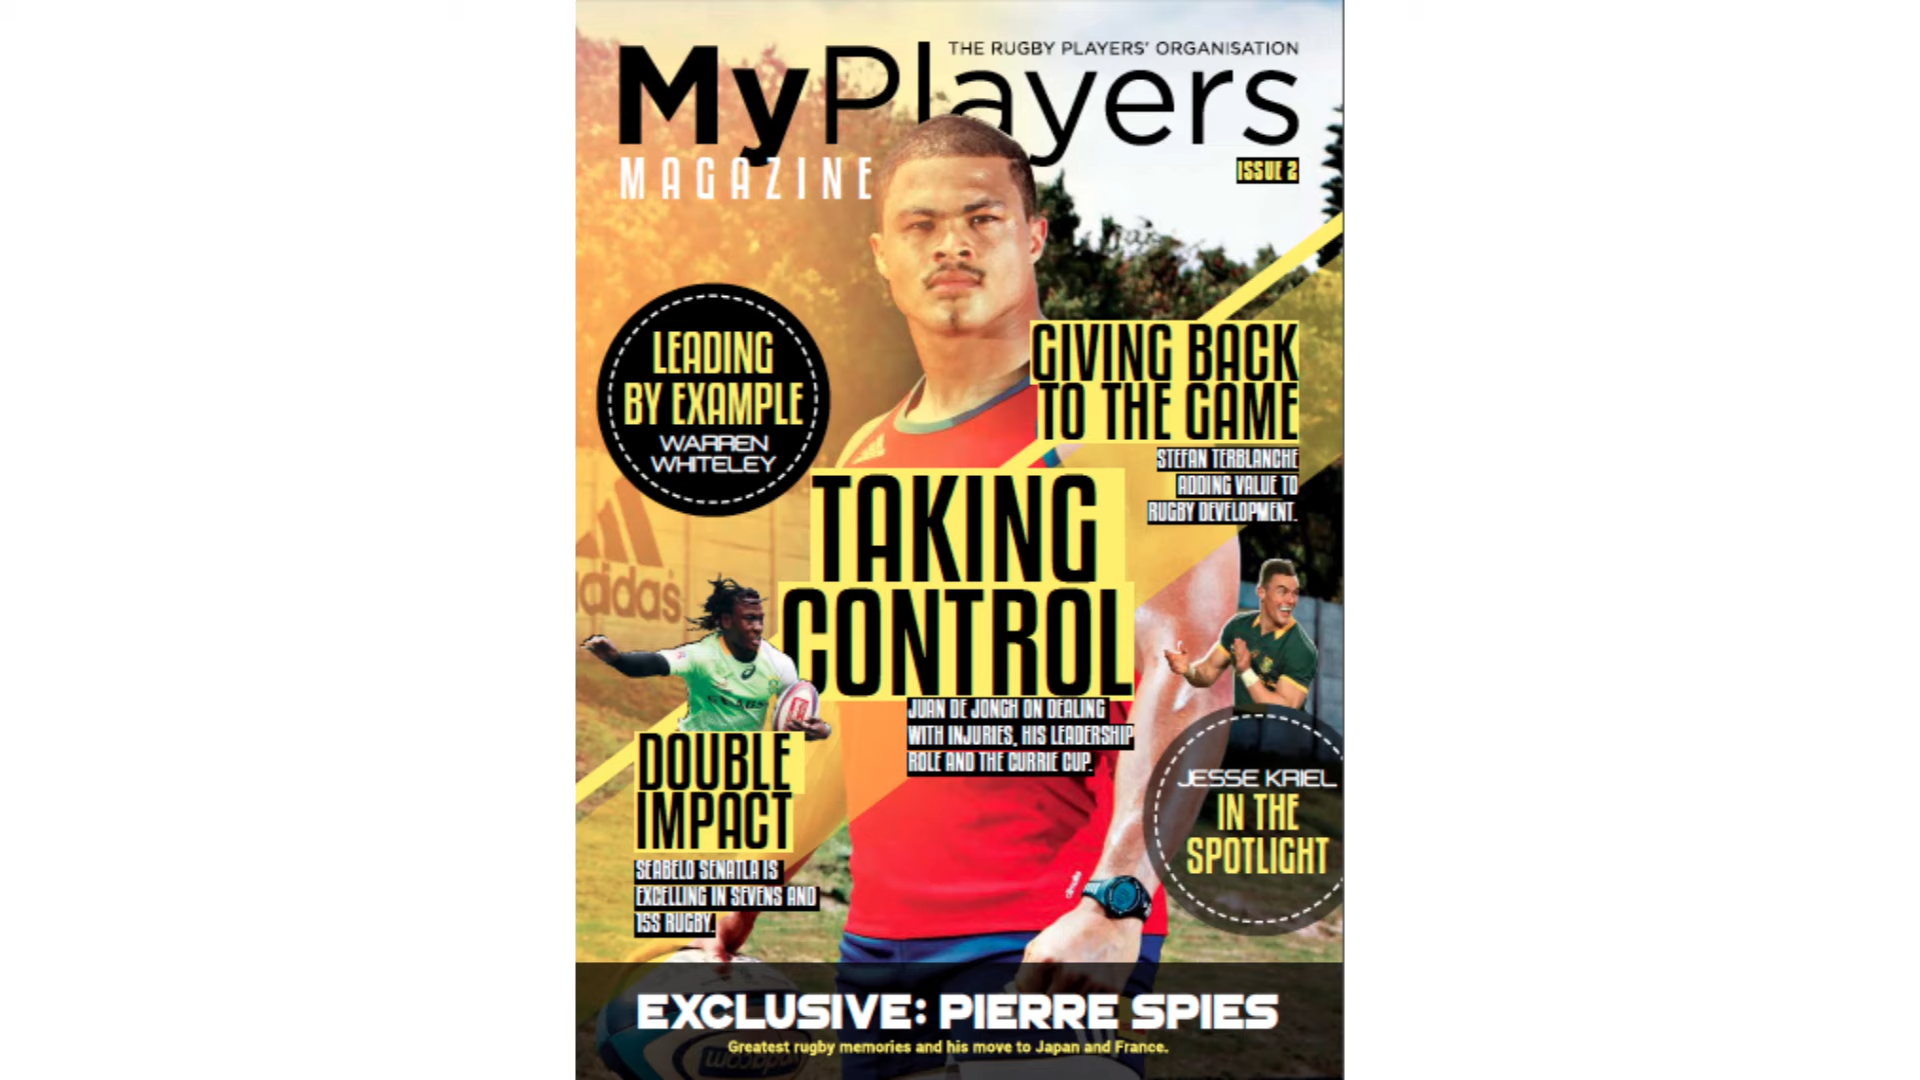 THE RUGBY PLAYERS' ORGANISATION
MyPlayers
MAGAZINE
ISSUE 2
LEADING
BY EXAMPLE
WARREN
WHITELEY
GIVING BACK
TO THE GAME
STEFAN TERBLANCHE
ADDING VALUE TO
RUGBY DEVELOPMENT.
TAKING
CONTROL
JUAN DE JONGH ON DEALING
WITH INJURIES, HIS LEADERSHIP
ROLE AND THE CURRIE CUP.
adidas
DOUBLE
IMPACT
SEABELO SENATLA IS
EXCELLING IN SEVENS AND
15S RUGBY.
JESSE KRIEL
IN THE
SPOTLIGHT
EXCLUSIVE: PIERRE SPIES
Greatest rugby memories and his move to Japan and France.